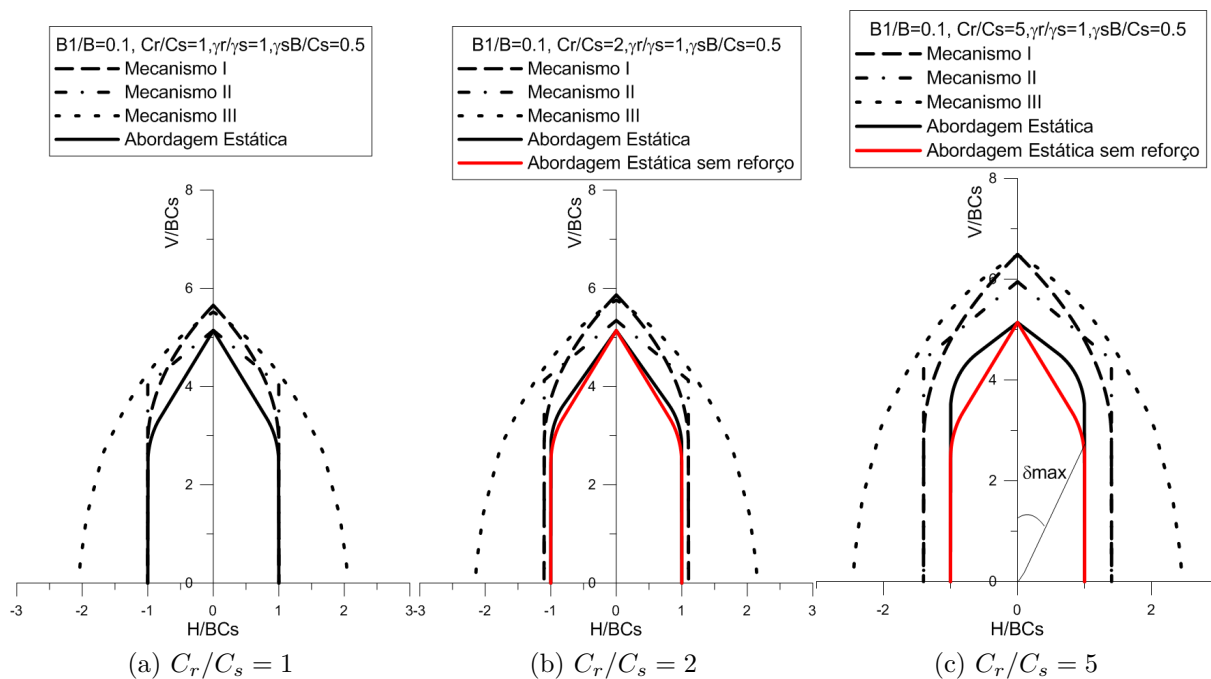 B1/B=0.1, Cr/Cs=1,γr/γs=1,γsB/Cs=0.5
Mecanismo I
Mecanismo II
Mecanismo III
Abordagem Estática
V/BCs
8
6
4
2
0
-3
-2
-1
0
1
2
3
H/BCs
(a) Cr/Cs = 1
B1/B=0.1, Cr/Cs=2,γr/γs=1,γsB/Cs=0.5
Mecanismo I
Mecanismo II
Mecanismo III
Abordagem Estática
Abordagem Estática sem reforço
V/BCs
8
6
4
2
0
-3
-2
-1
0
1
2
3
H/BCs
(b) Cr/Cs = 2
B1/B=0.1, Cr/Cs=5,γr/γs=1,γsB/Cs=0.5
Mecanismo I
Mecanismo II
Mecanismo III
Abordagem Estática
Abordagem Estática sem reforço
V/BCs
8
6
4
2
0
δmax
-2
0
2
H/BCs
(c) Cr/Cs = 5